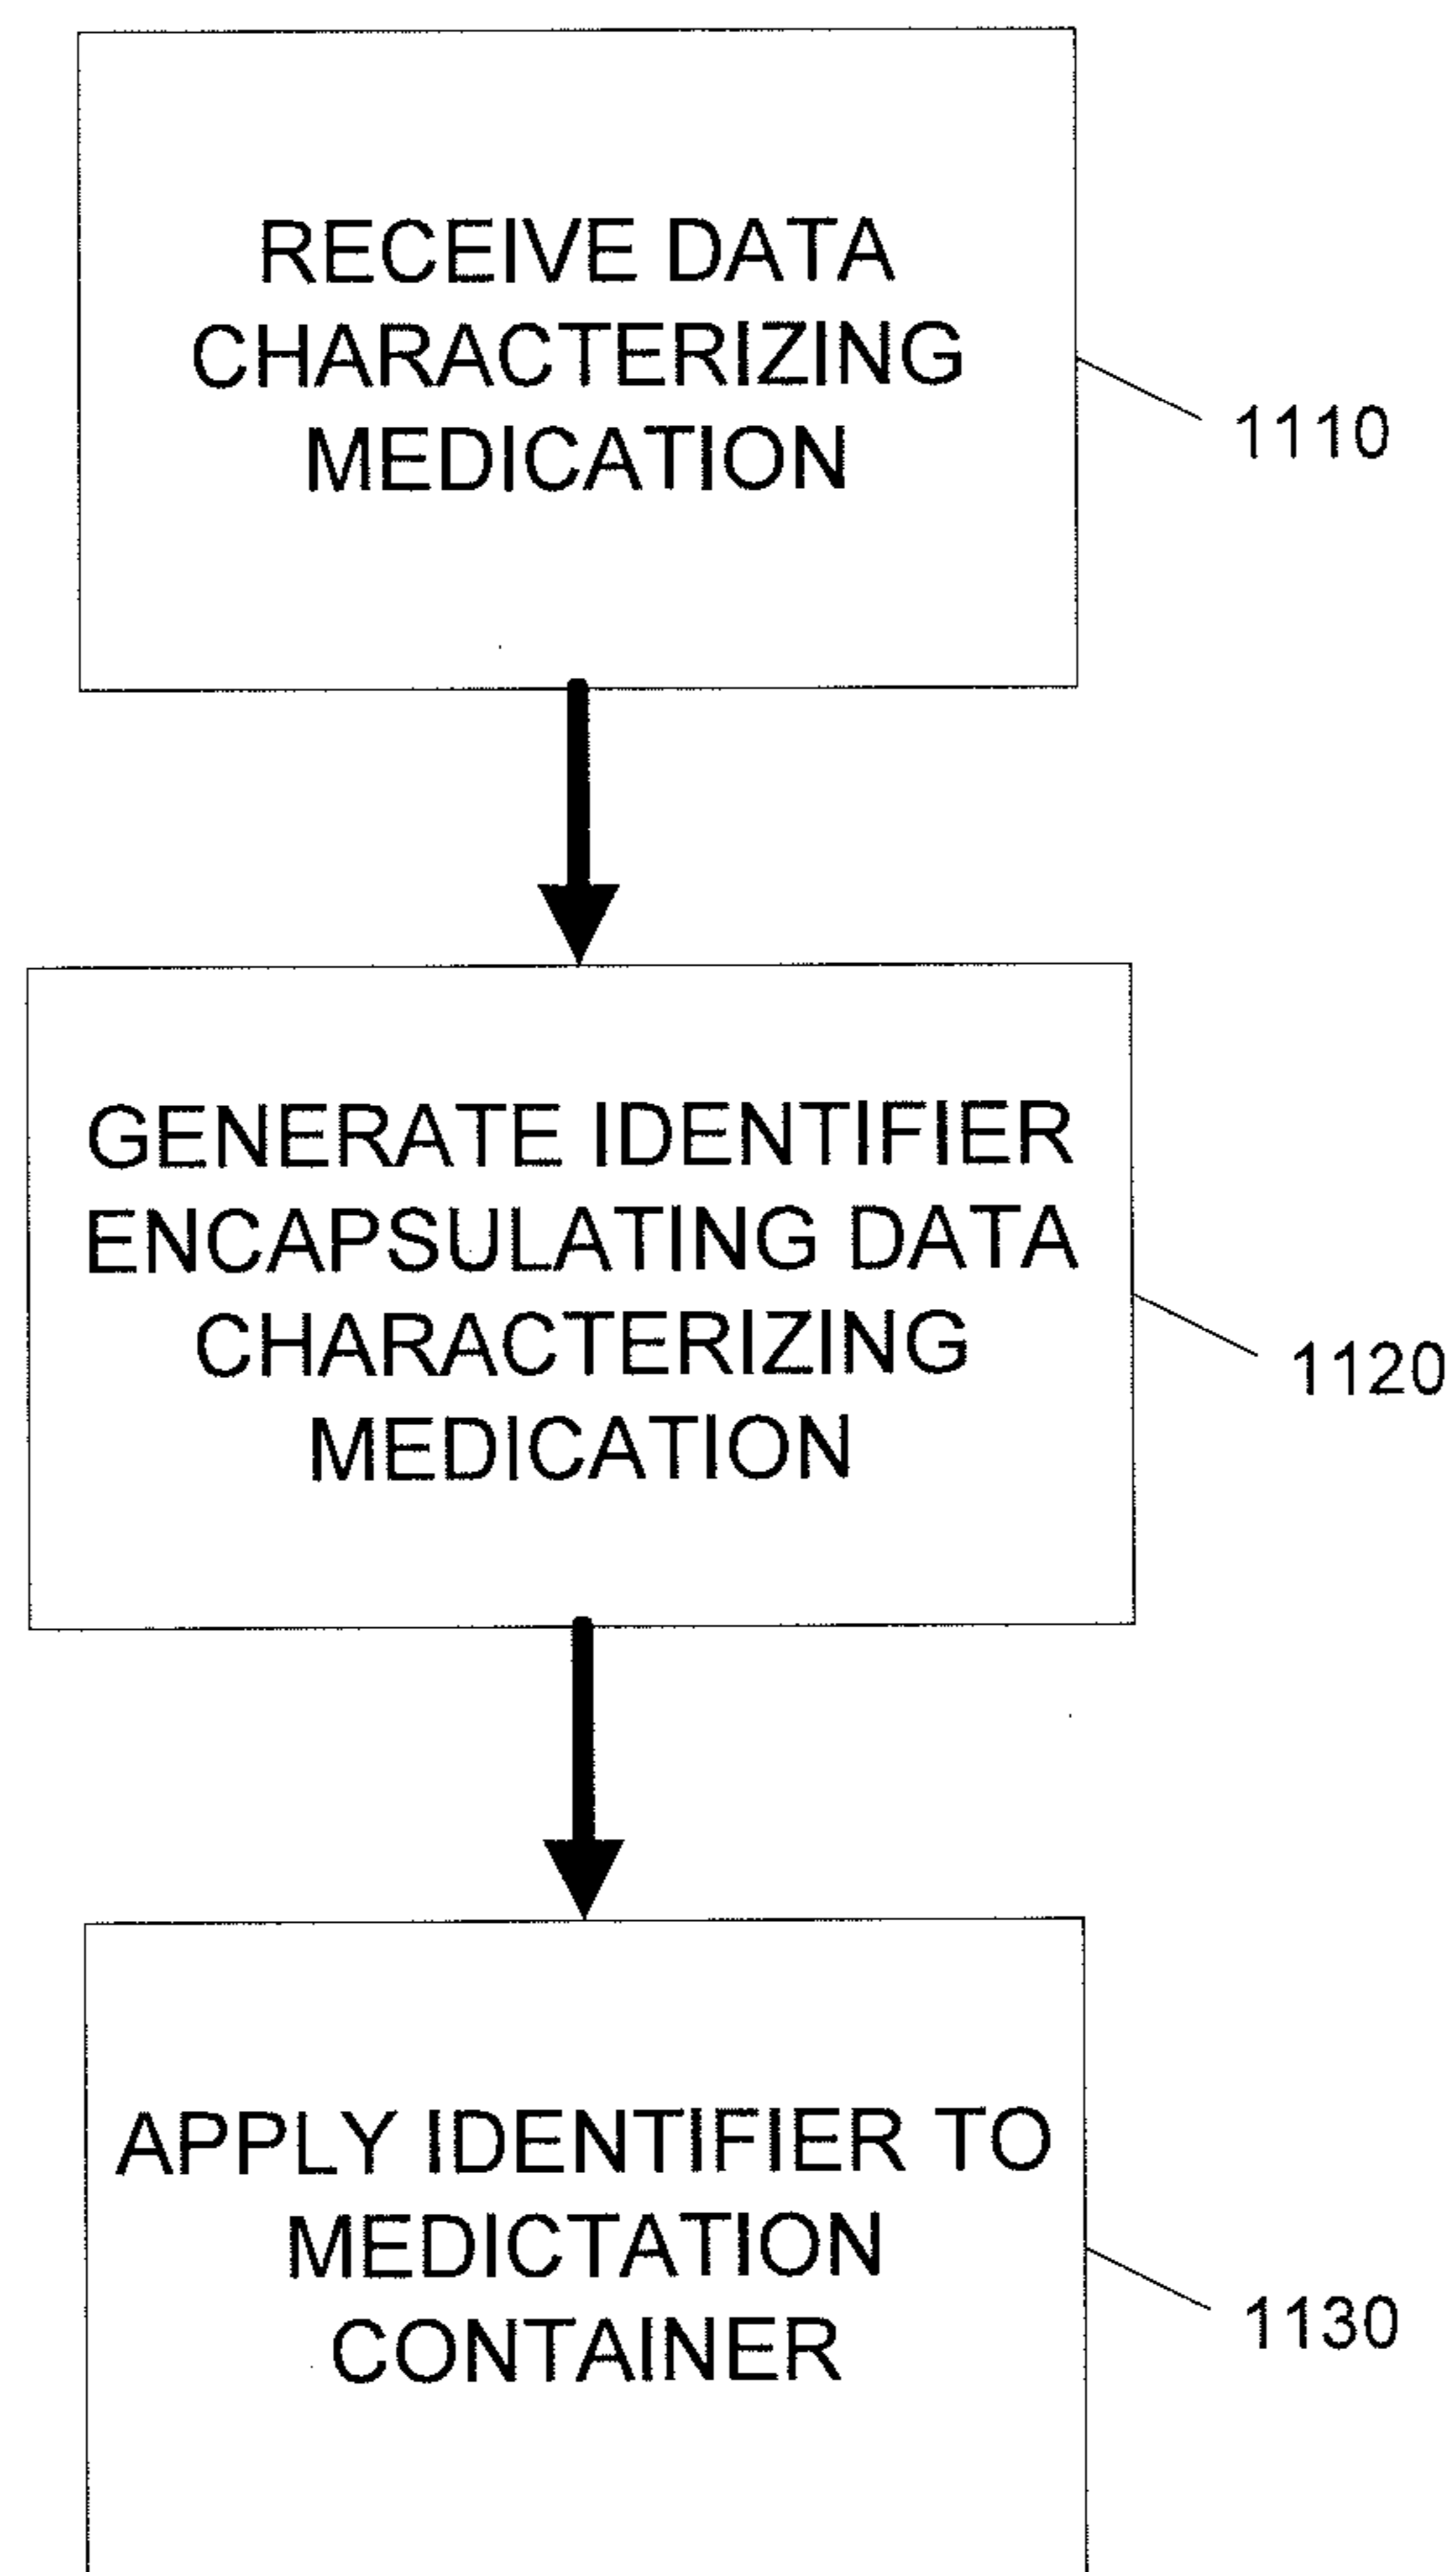 RECEIVE DATA
CHARACTERIZING
MEDICATION
1110
GENERATE IDENTIFIER
ENCAPSULATING DATA
CHARACTERIZING
MEDICATION
1120
APPLY IDENTIFIER TO
MEDICTATION
CONTAINER
1130